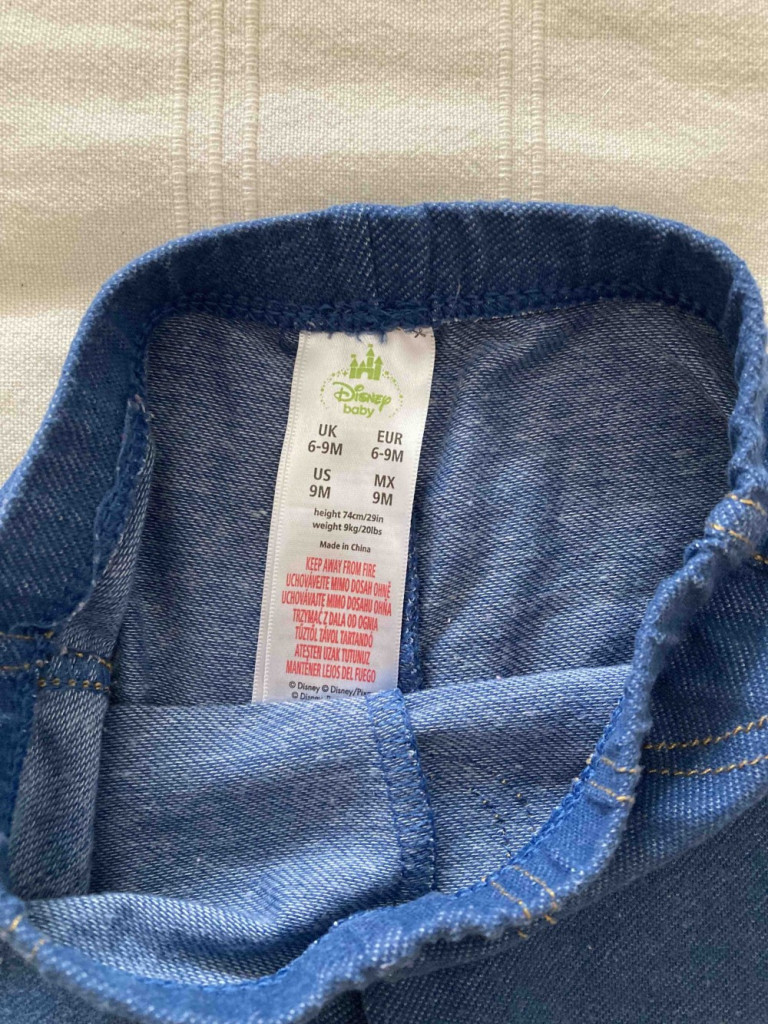 Disney
baby
UK EUR
6-9M 6-9M
US MX
9M 9M
height 74cm/29in
weight 9kg/20lbs
Made in China
KEEP AWAY FROM FIRE
UCHOVÁVEJTE MIMO DOSAH OHNĚ
UCHOVÁVAJTE MIMO DOSAHU OHŇA
TRZYMAĆ Z DALA OD OGNIA
TŰZTŐL TÁVOL TARTANDÓ
ATEŞTEN UZAK TUTUNUZ
MANTENER LEJOS DEL FUEGO
© Disney © Disney/Pix
© Disney